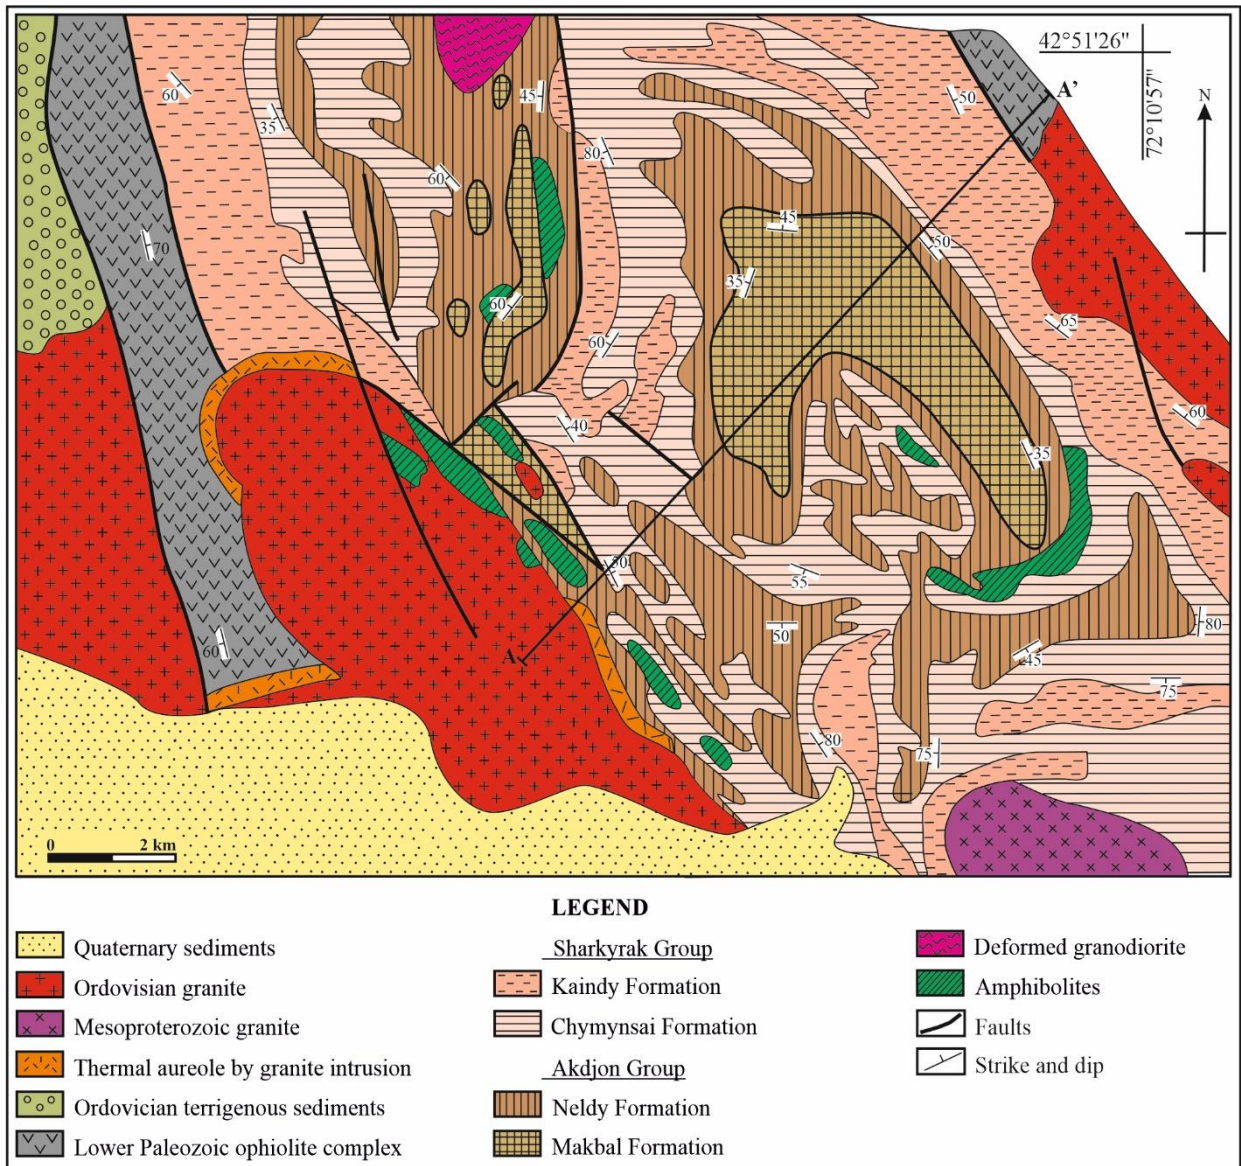 42°51'26"
72°10'57"
A'
N
60
45
50
35
80
60
45
50
70
35
60
65
60
60
40
35
50
55
50
80
60
A
45
75
80
75
0 2 km
LEGEND
Quaternary sediments
Ordovisian granite
Mesoproterozoic granite
Thermal aureole by granite intrusion
Ordovician terrigenous sediments
Lower Paleozoic ophiolite complex
Sharkyrak Group
Kaindy Formation
Chymynsai Formation
Akdjon Group
Neldy Formation
Makbal Formation
Deformed granodiorite
Amphibolites
Faults
Strike and dip